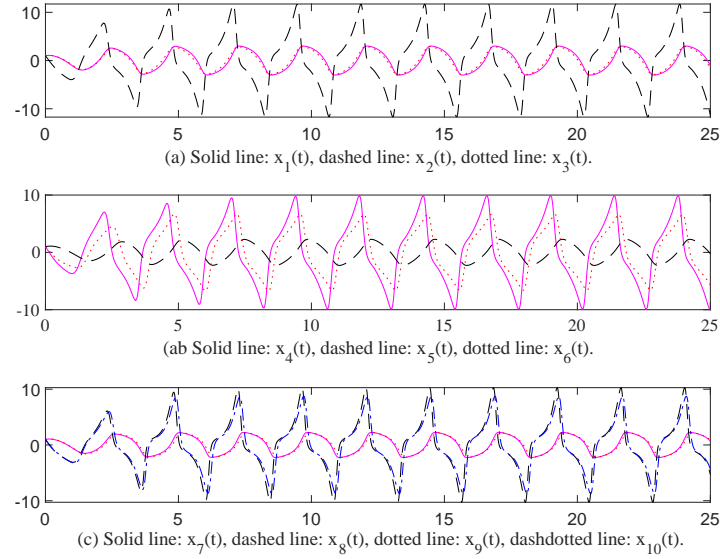 10
0
-10
0 5 10 15 20 25
(a) Solid line: x1(t), dashed line: x2(t), dotted line: x3(t).
10
0
-10
0 5 10 15 20 25
(ab Solid line: x4(t), dashed line: x5(t), dotted line: x6(t).
10
0
-10
0 5 10 15 20 25
(c) Solid line: x7(t), dashed line: x8(t), dotted line: x9(t), dashdotted line: x10(t).